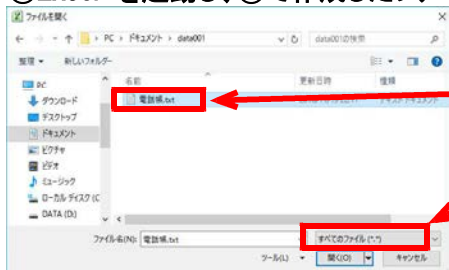 ファイルを開く
PC › ドキュメント › data001
data001の検索
整理
新しいフォルダー
名前
更新日時
種類
PC
電話帳.txt
ダウンロード
デスクトップ
ドキュメント
ピクチャ
ビデオ
ミュージック
ローカル ディスク (C
DATA (D:)
ファイル名(N):
電話帳.txt
すべてのファイル (*.*)
ツール(L)
開く(O)
キャンセル